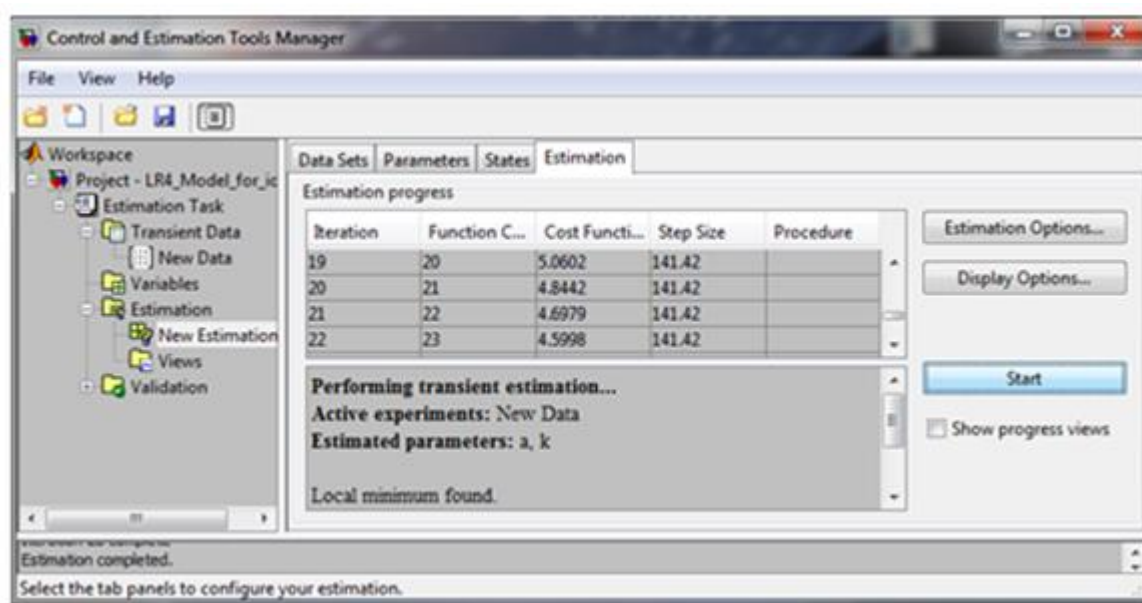 Control and Estimation Tools Manager
File View Help
Workspace
Project - LR4_Model_for_ic
Estimation Task
Transient Data
New Data
Variables
Estimation
New Estimation
Views
Validation
Data Sets Parameters States Estimation
Estimation progress
Iteration Function C... Cost Functi... Step Size Procedure
19 20 5.0602 141.42
20 21 4.8442 141.42
21 22 4.6979 141.42
22 23 4.5998 141.42
Performing transient estimation...
Active experiments: New Data
Estimated parameters: a, k
Local minimum found.
Estimation Options...
Display Options...
Start
Show progress views
Estimation completed.
Select the tab panels to configure your estimation.